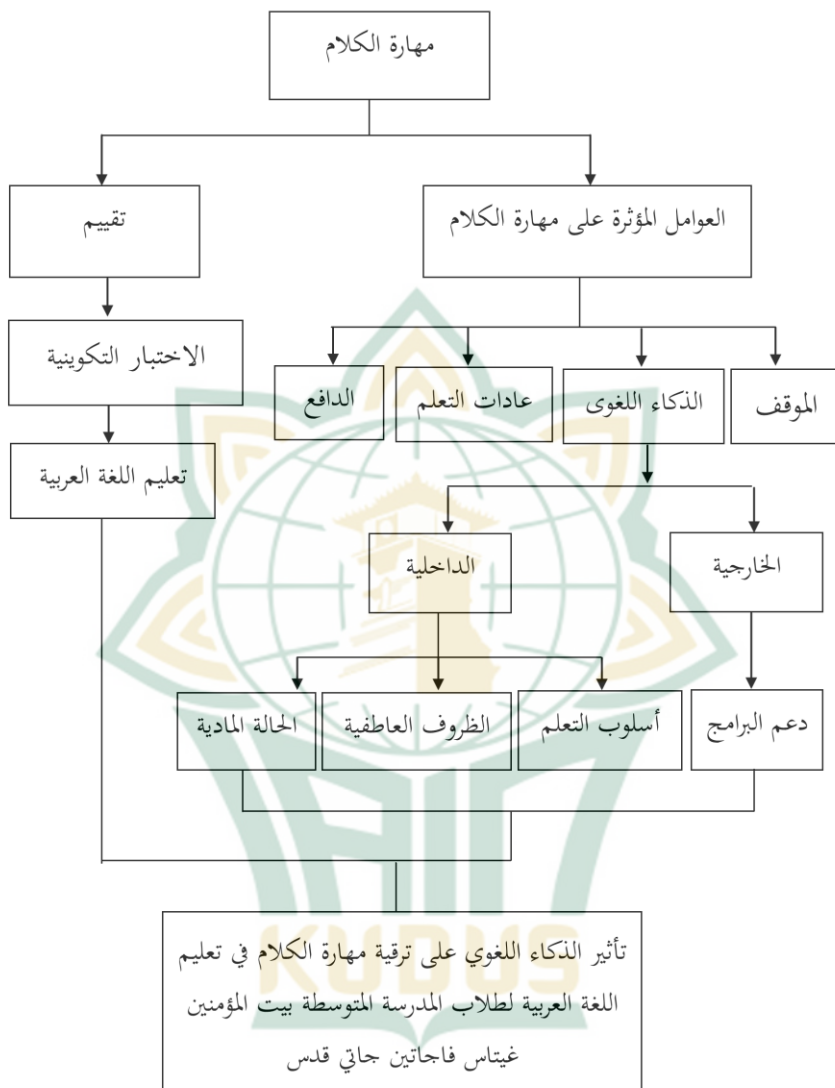 مهارة الكلام
العوامل المؤثرة على مهارة الكلام
تقييم
الاختبار التكوينية
الموقف
الذكاء اللغوى
عادات التعلم
الدافع
تعليم اللغة العربية
الخارجية
الداخلية
دعم البرامج
أسلوب التعلم
الظروف العاطفية
الحالة المادية
تأثير الذكاء اللغوي على ترقية مهارة الكلام في تعليم
اللغة العربية لطلاب المدرسة المتوسطة بيت المؤمنين
غيتاس فاجاتين جاتي قدس
IAIN
KUDUS